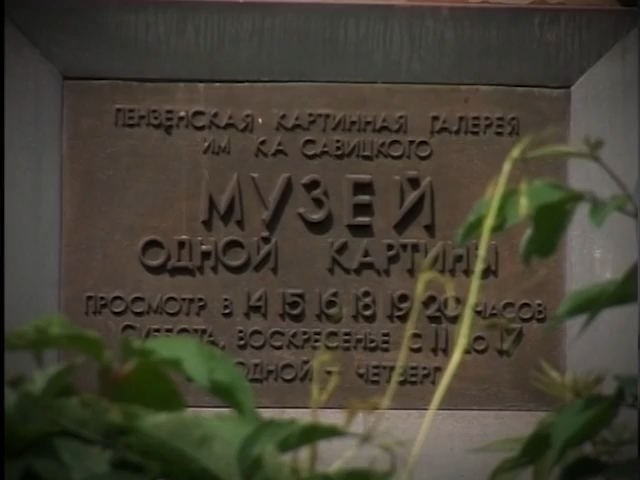 ПЕНЗЕНСКАЯ КАРТИННАЯ ГАЛЕРЕЯ
ИМ КА САВИЦКОГО
МУЗЕЙ
ОДНОЙ КАРТИНЫ
ПРОСМОТР В 14 15 16 18 19 20 ЧАСОВ
СУББОТА, ВОСКРЕСЕНЬЕ С 11 ДО 17
ЧЕТВЕРГ